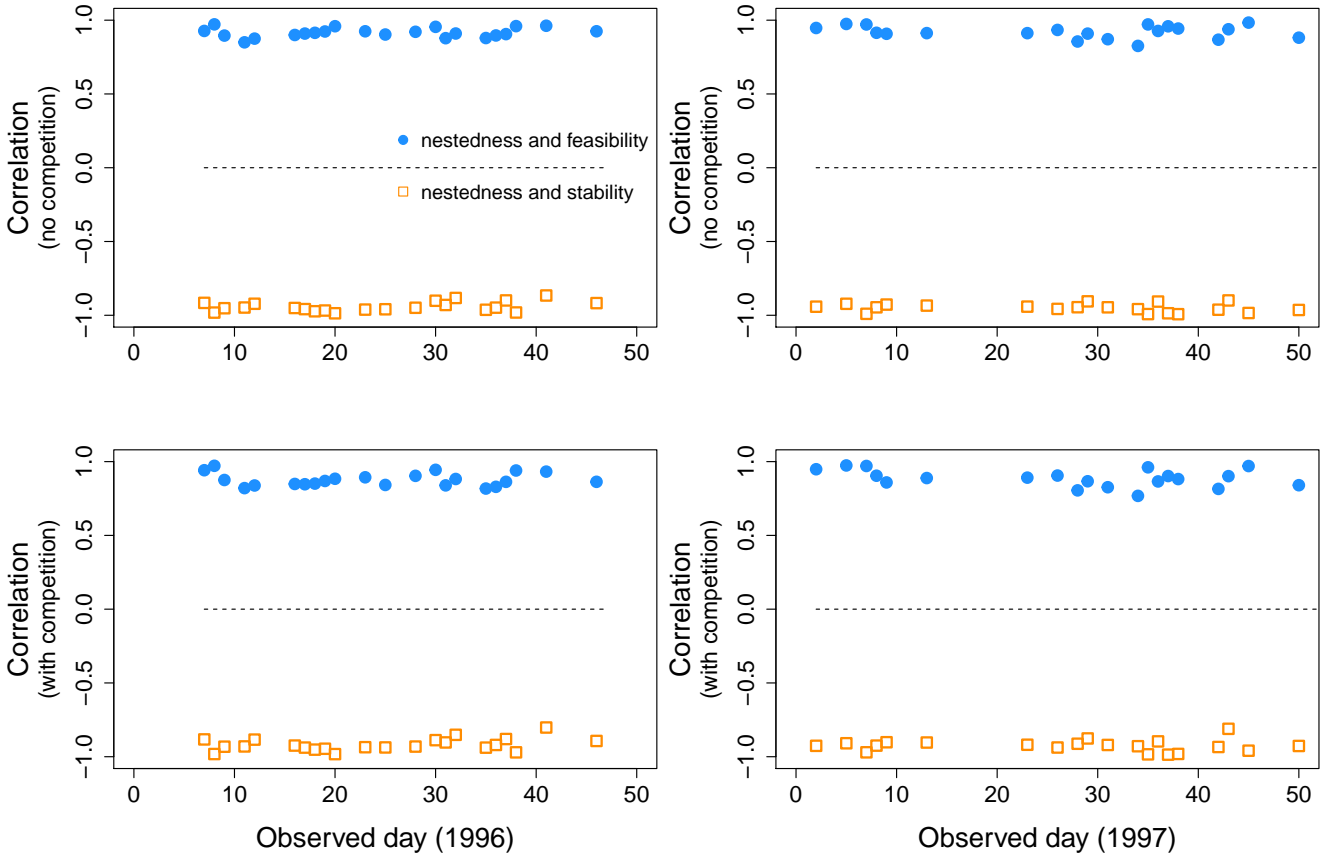 Correlation
(no competition)
1.0
0.5
0.0
−0.5
−1.0
nestedness and feasibility
nestedness and stability
0 10 20 30 40 50
Correlation
(no competition)
1.0
0.5
0.0
−0.5
−1.0
0 10 20 30 40 50
Correlation
(with competition)
1.0
0.5
0.0
−0.5
−1.0
0 10 20 30 40 50
Observed day (1996)
Correlation
(with competition)
1.0
0.5
0.0
−0.5
−1.0
0 10 20 30 40 50
Observed day (1997)